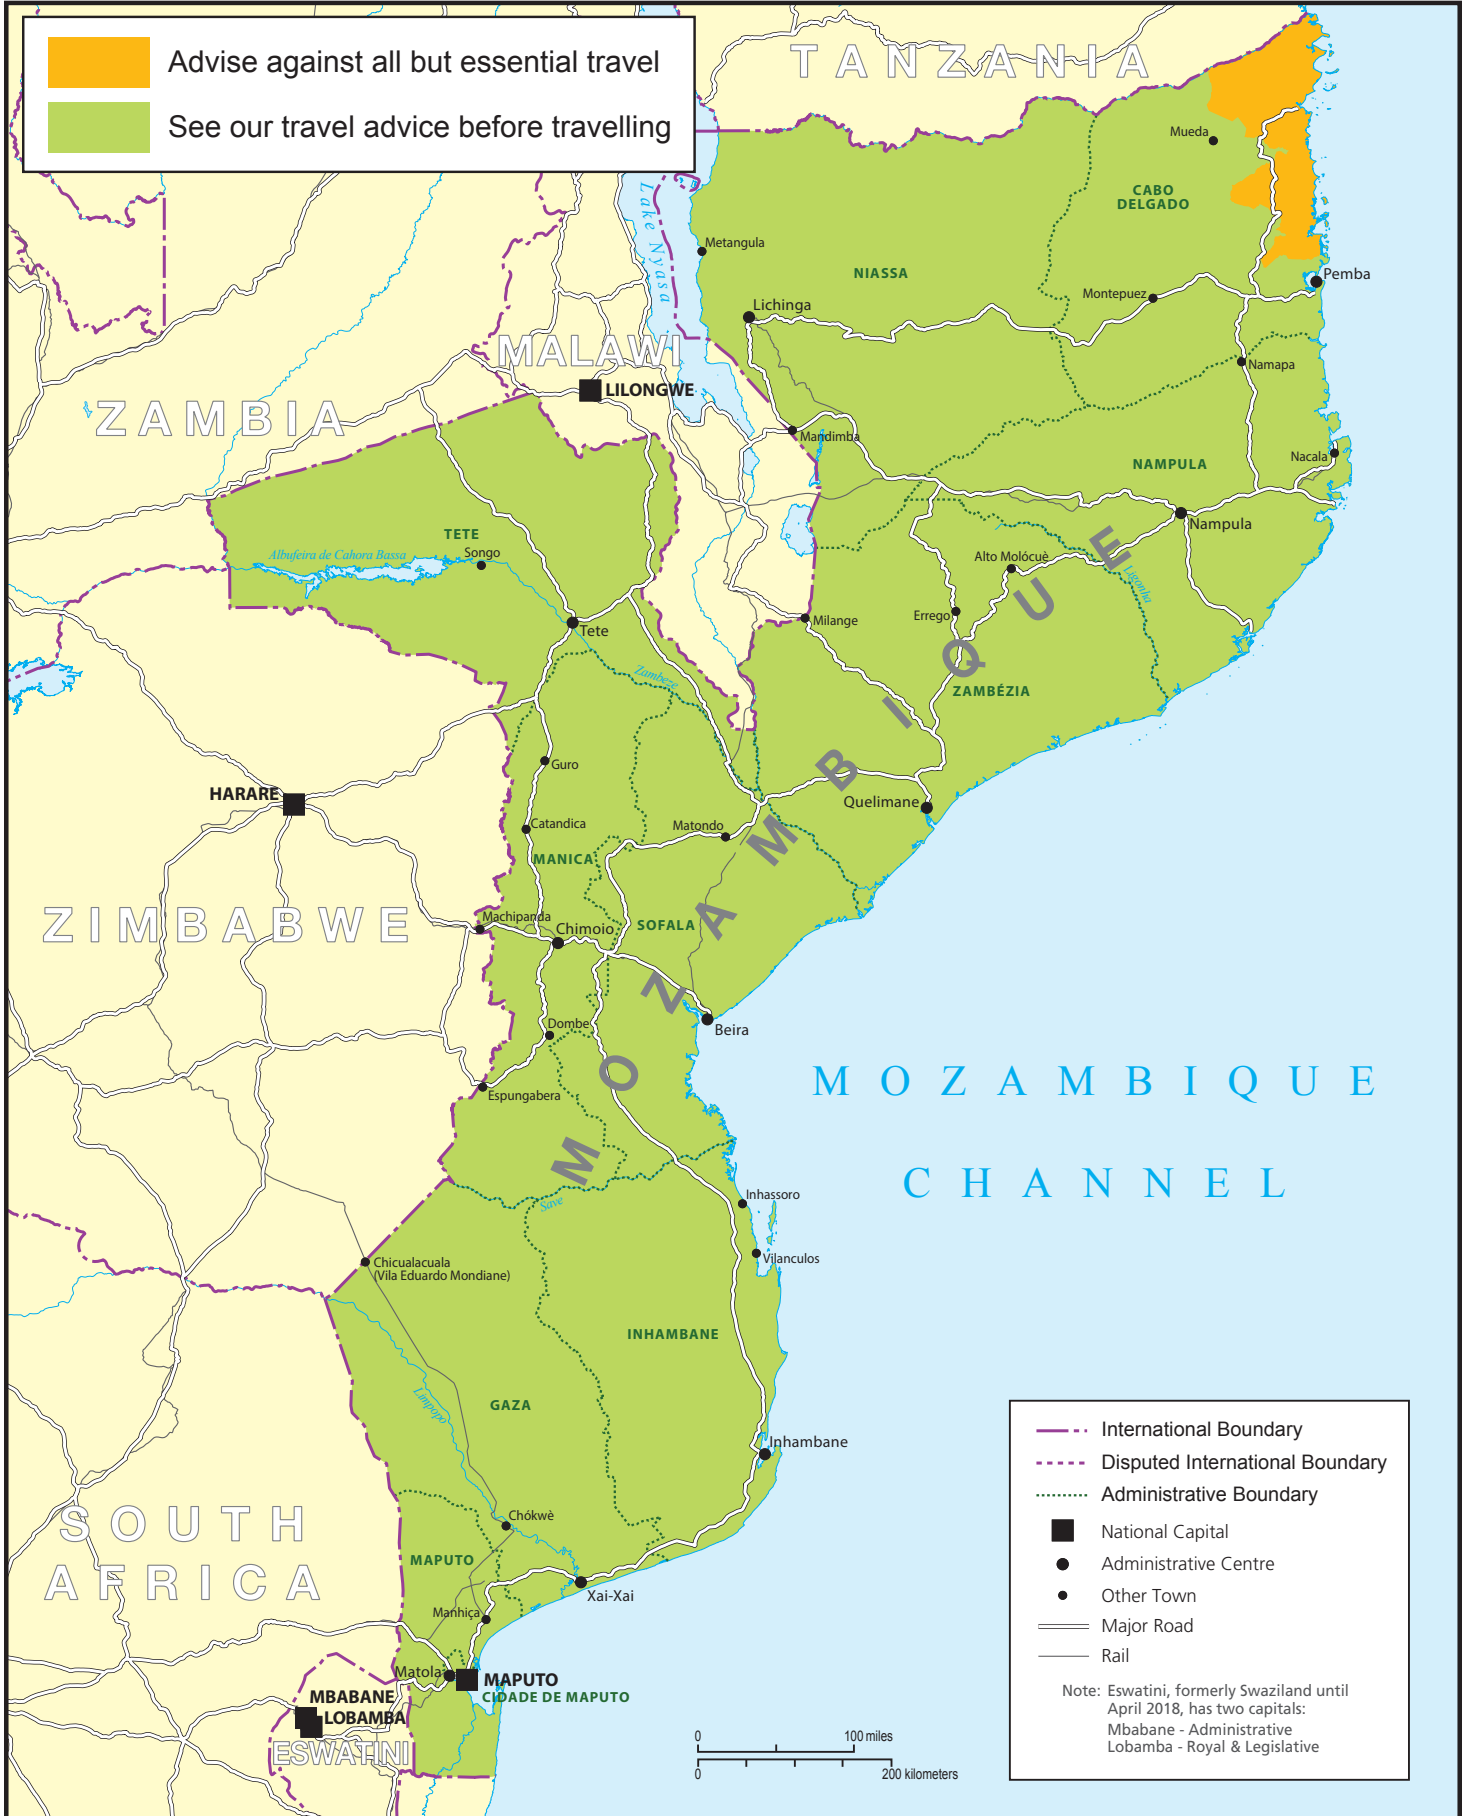 Advise against all but essential travel
See our travel advice before travelling
TANZANIA
Mueda
CABO
DELGADO
Lake Nyasa
Metangula
NIASSA
Pemba
Montepuez
Lichinga
MALAWI
Namapa
LILONGWE
ZAMBIA
Mandimba
Nacala
NAMPULA
Nampula
TETE
Songo
Albufeira de Cahora Bassa
Alto Molócuè
Ligonha
Errego
Milange
Tete
Zambeze
ZAMBÉZIA
MOZAMBIQUE
Guro
HARARE
Quelimane
Catandica
Matondo
MANICA
Machipanda
ZIMBABWE
Chimoio
SOFALA
Dombe
Beira
Espungabera
MOZAMBIQUE
CHANNEL
Save
Inhassoro
Vilanculos
Chicualacuala
(Vila Eduardo Mondiane)
INHAMBANE
GAZA
Limpopo
Inhambane
Chókwè
SOUTH
AFRICA
MAPUTO
Xai-Xai
Manhiça
Matola
MAPUTO
CIDADE DE MAPUTO
MBABANE
LOBAMBA
ESWATINI
0 100 miles
0 200 kilometers
International Boundary
Disputed International Boundary
Administrative Boundary
National Capital
Administrative Centre
Other Town
Major Road
Rail
Note: Eswatini, formerly Swaziland until
April 2018, has two capitals:
Mbabane - Administrative
Lobamba - Royal & Legislative